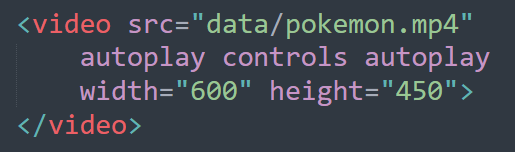 <video src="data/pokemon.mp4"
autoplay controls autoplay
width="600" height="450">
</video>